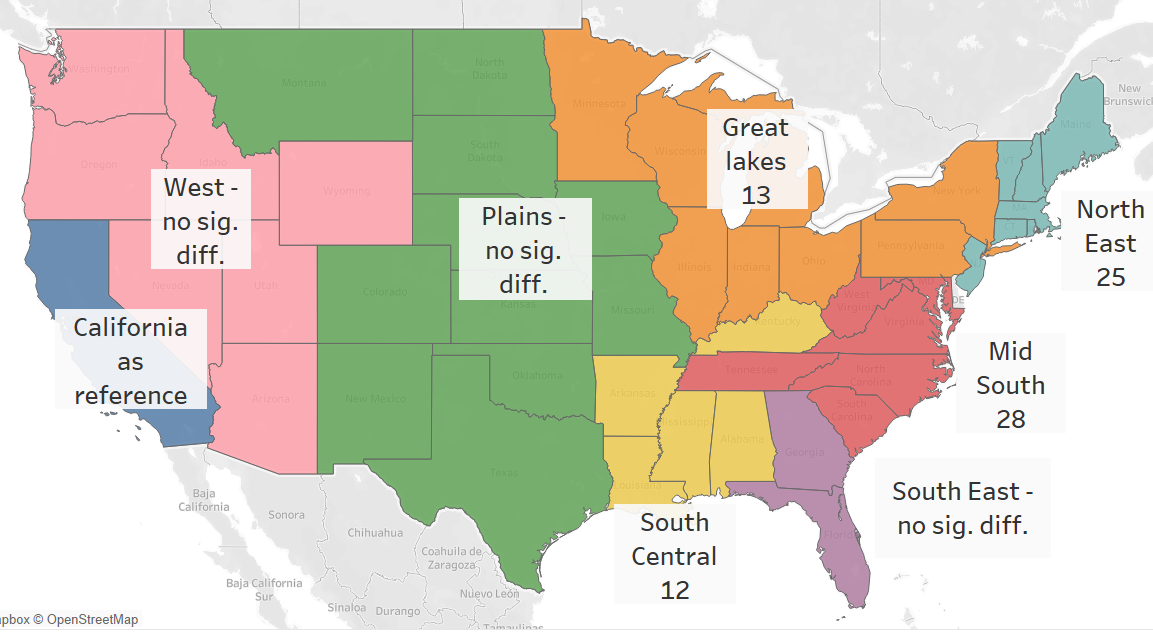 Washington
Montana
North
Dakota
Minnesota
Oregon
Idaho
South
Dakota
Wisconsin
Wyoming
Great
lakes
13
Maine
New
Brunswick
VT
MA
New York
West -
no sig.
diff.
Plains -
no sig.
diff.
Iowa
North
East
25
Nevada
Utah
Colorado
Kansas
Missouri
Illinois
Indiana
Ohio
Pennsylvania
West
Virginia
Virginia
DE
California
as
reference
Kentucky
Mid
South
28
Arizona
New Mexico
Oklahoma
Arkansas
Tennessee
North
Carolina
South
Carolina
Mississippi
Alabama
Georgia
Texas
Louisiana
Florida
South East -
no sig. diff.
South
Central
12
Baja
California
Sonora
Chihuahua
Coahuila de
Zaragoza
Baja California
Sur
Sinaloa
Durango
Nuevo León
Tamaulipas
apbox © OpenStreetMap